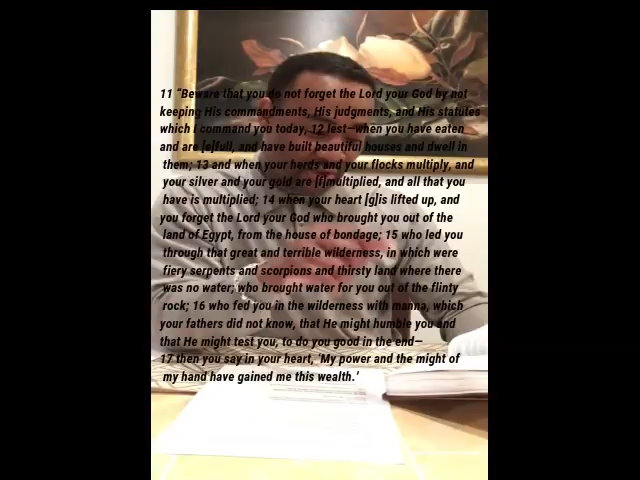 11 “Beware that you do not forget the Lord your God by not
keeping His commandments, His judgments, and His statutes
which I command you today, 12 lest—when you have eaten
and are [e]full, and have built beautiful houses and dwell in
them; 13 and when your herds and your flocks multiply, and
your silver and your gold are [f]multiplied, and all that you
have is multiplied; 14 when your heart [g]is lifted up, and
you forget the Lord your God who brought you out of the
land of Egypt, from the house of bondage; 15 who led you
through that great and terrible wilderness, in which were
fiery serpents and scorpions and thirsty land where there
was no water; who brought water for you out of the flinty
rock; 16 who fed you in the wilderness with manna, which
your fathers did not know, that He might humble you and
that He might test you, to do you good in the end—
17 then you say in your heart, ‘My power and the might of
my hand have gained me this wealth.’